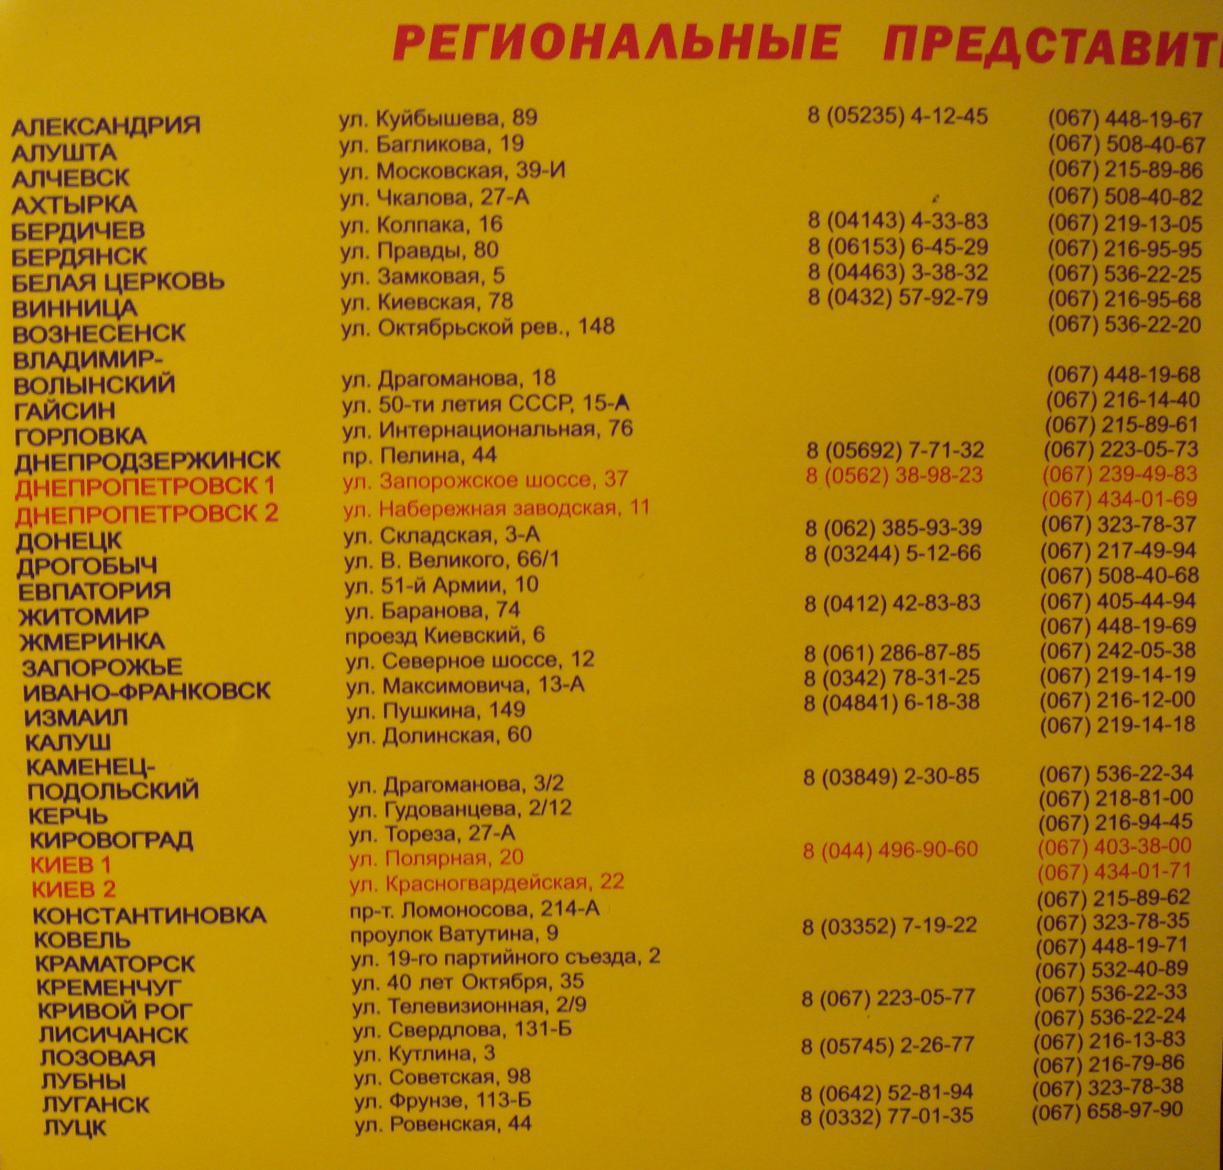 РЕГИОНАЛЬНЫЕ ПРЕДСТАВИТ
АЛЕКСАНДРИЯ ул. Куйбышева, 89 8 (05235) 4-12-45 (067) 448-19-67
АЛУШТА ул. Багликова, 19 (067) 508-40-67
АЛЧЕВСК ул. Московская, 39-И (067) 215-89-86
АХТЫРКА ул. Чкалова, 27-А (067) 508-40-82
БЕРДИЧЕВ ул. Колпака, 16 8 (04143) 4-33-83 (067) 219-13-05
БЕРДЯНСК ул. Правды, 80 8 (06153) 6-45-29 (067) 216-95-95
БЕЛАЯ ЦЕРКОВЬ ул. Замковая, 5 8 (04463) 3-38-32 (067) 536-22-25
ВИННИЦА ул. Киевская, 78 8 (0432) 57-92-79 (067) 216-95-68
ВОЗНЕСЕНСК ул. Октябрьской рев., 148 (067) 536-22-20
ВЛАДИМИР-
ВОЛЫНСКИЙ ул. Драгоманова, 18 (067) 448-19-68
ГАЙСИН ул. 50-ти летия СССР, 15-А (067) 216-14-40
ГОРЛОВКА ул. Интернациональная, 76 (067) 215-89-61
ДНЕПРОДЗЕРЖИНСК пр. Пелина, 44 8 (05692) 7-71-32 (067) 223-05-73
ДНЕПРОПЕТРОВСК 1 ул. Запорожское шоссе, 37 8 (0562) 38-98-23 (067) 239-49-83
ДНЕПРОПЕТРОВСК 2 ул. Набережная заводская, 11 (067) 434-01-69
ДОНЕЦК ул. Складская, 3-А 8 (062) 385-93-39 (067) 323-78-37
ДРОГОБЫЧ ул. В. Великого, 66/1 8 (03244) 5-12-66 (067) 217-49-94
ЕВПАТОРИЯ ул. 51-й Армии, 10 (067) 508-40-68
ЖИТОМИР ул. Баранова, 74 8 (0412) 42-83-83 (067) 405-44-94
ЖМЕРИНКА проезд Киевский, 6 (067) 448-19-69
ЗАПОРОЖЬЕ ул. Северное шоссе, 12 8 (061) 286-87-85 (067) 242-05-38
ИВАНО-ФРАНКОВСК ул. Максимовича, 13-А 8 (0342) 78-31-25 (067) 219-14-19
ИЗМАИЛ ул. Пушкина, 149 8 (04841) 6-18-38 (067) 216-12-00
КАЛУШ ул. Долинская, 60 (067) 219-14-18
КАМЕНЕЦ-
ПОДОЛЬСКИЙ ул. Драгоманова, 3/2 8 (03849) 2-30-85 (067) 536-22-34
КЕРЧЬ ул. Гудованцева, 2/12 (067) 218-81-00
КИРОВОГРАД ул. Тореза, 27-А (067) 216-94-45
КИЕВ 1 ул. Полярная, 20 8 (044) 496-90-60 (067) 403-38-00
КИЕВ 2 ул. Красногвардейская, 22 (067) 434-01-71
КОНСТАНТИНОВКА пр-т. Ломоносова, 214-А (067) 215-89-62
КОВЕЛЬ проулок Ватутина, 9 8 (03352) 7-19-22 (067) 323-78-35
КРАМАТОРСК ул. 19-го партийного съезда, 2 (067) 448-19-71
КРЕМЕНЧУГ ул. 40 лет Октября, 35 (067) 532-40-89
КРИВОЙ РОГ ул. Телевизионная, 2/9 8 (067) 223-05-77 (067) 536-22-33
ЛИСИЧАНСК ул. Свердлова, 131-Б (067) 536-22-24
ЛОЗОВАЯ ул. Кутлина, 3 8 (05745) 2-26-77 (067) 216-13-83
ЛУБНЫ ул. Советская, 98 (067) 216-79-86
ЛУГАНСК ул. Фрунзе, 113-Б 8 (0642) 52-81-94 (067) 323-78-38
ЛУЦК ул. Ровенская, 44 8 (0332) 77-01-35 (067) 658-97-90